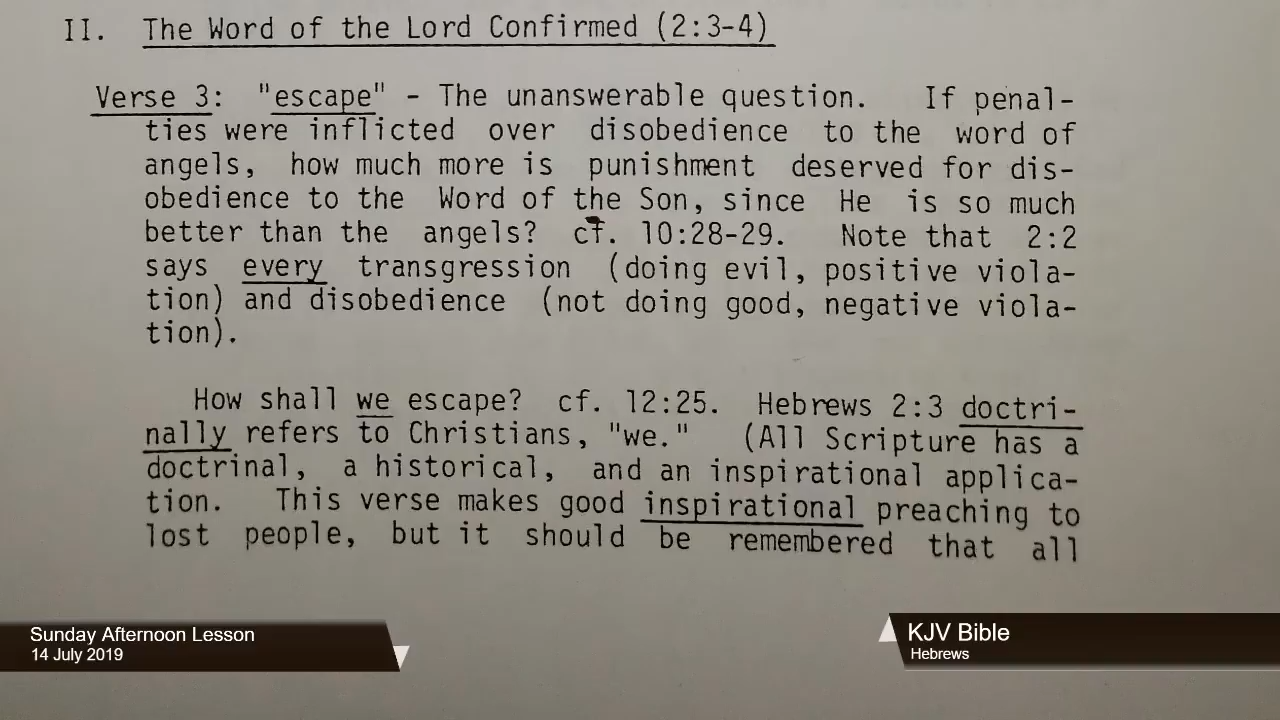 II. The Word of the Lord Confirmed (2:3-4)
Verse 3: "escape" - The unanswerable question. If penal-
ties were inflicted over disobedience to the word of
angels, how much more is punishment deserved for dis-
obedience to the Word of the Son, since He is so much
better than the angels? cf. 10:28-29. Note that 2:2
says every transgression (doing evil, positive viola-
tion) and disobedience (not doing good, negative viola-
tion).
How shall we escape? cf. 12:25. Hebrews 2:3 doctri-
nally refers to Christians, "we." (All Scripture has a
doctrinal, a historical, and an inspirational applica-
tion. This verse makes good inspirational preaching to
lost people, but it should be remembered that all
Sunday Afternoon Lesson
14 July 2019
KJV Bible
Hebrews